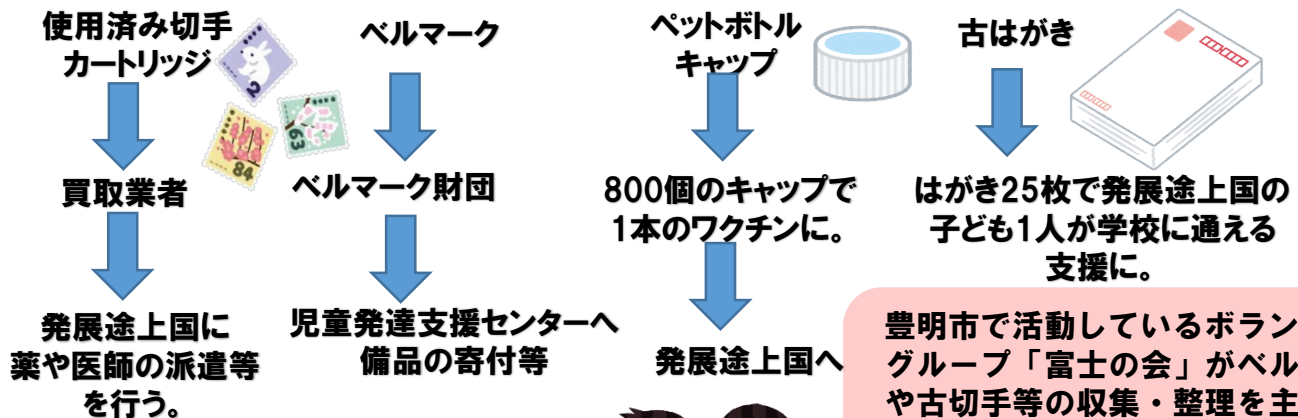 使用済み切手
カートリッジ
2
63
84
買取業者
発展途上国に
薬や医師の派遣等
を行う。
ベルマーク
ベルマーク財団
児童発達支援センターへ
備品の寄付等
ペットボトル
キャップ
800個のキャップで
1本のワクチンに。
発展途上国へ
古はがき
はがき25枚で発展途上国の
子ども1人が学校に通える
支援に。
豊明市で活動しているボラン
グループ「富士の会」がベル
や古切手等の収集・整理を主